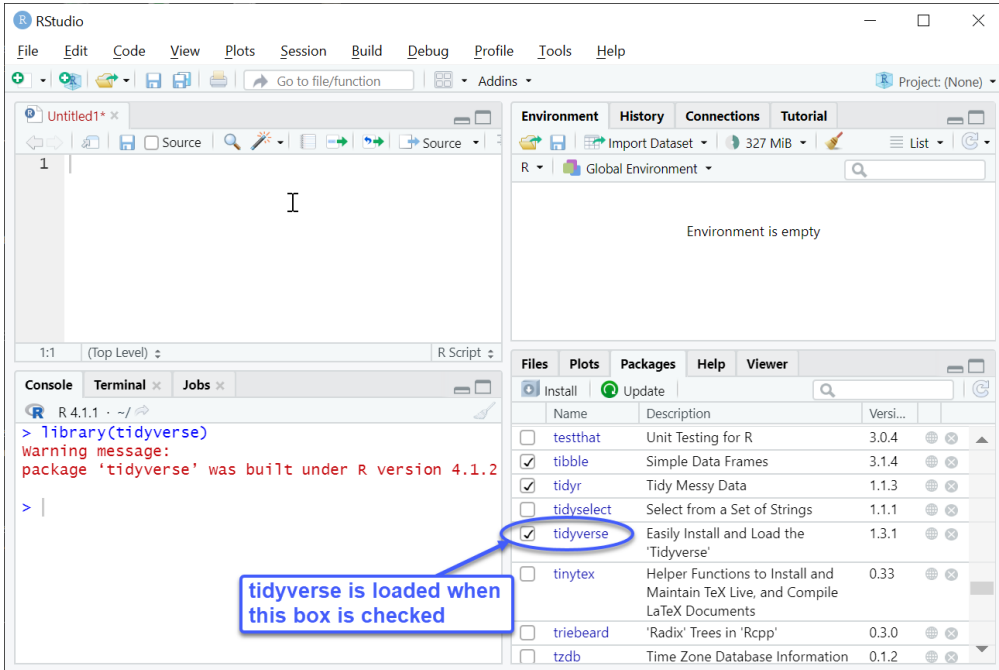 RStudio
File Edit Code View Plots Session Build Debug Profile Tools Help
Go to file/function Addins Project: (None)
Untitled1*
Source Source
1
1:1 (Top Level) R Script
Console Terminal Jobs
R 4.1.1 · ~/
> library(tidyverse)
Warning message:
package ‘tidyverse’ was built under R version 4.1.2
>
Environment History Connections Tutorial
Import Dataset 327 MiB List
R Global Environment
Environment is empty
Files Plots Packages Help Viewer
Install Update
Name Description Versi...
testthat Unit Testing for R 3.0.4
tibble Simple Data Frames 3.1.4
tidyr Tidy Messy Data 1.1.3
tidyselect Select from a Set of Strings 1.1.1
tidyverse Easily Install and Load the 1.3.1
'Tidyverse'
tinytex Helper Functions to Install and 0.33
Maintain TeX Live, and Compile
LaTeX Documents
triebeard 'Radix' Trees in 'Rcpp' 0.3.0
tzdb Time Zone Database Information 0.1.2
tidyverse is loaded when
this box is checked